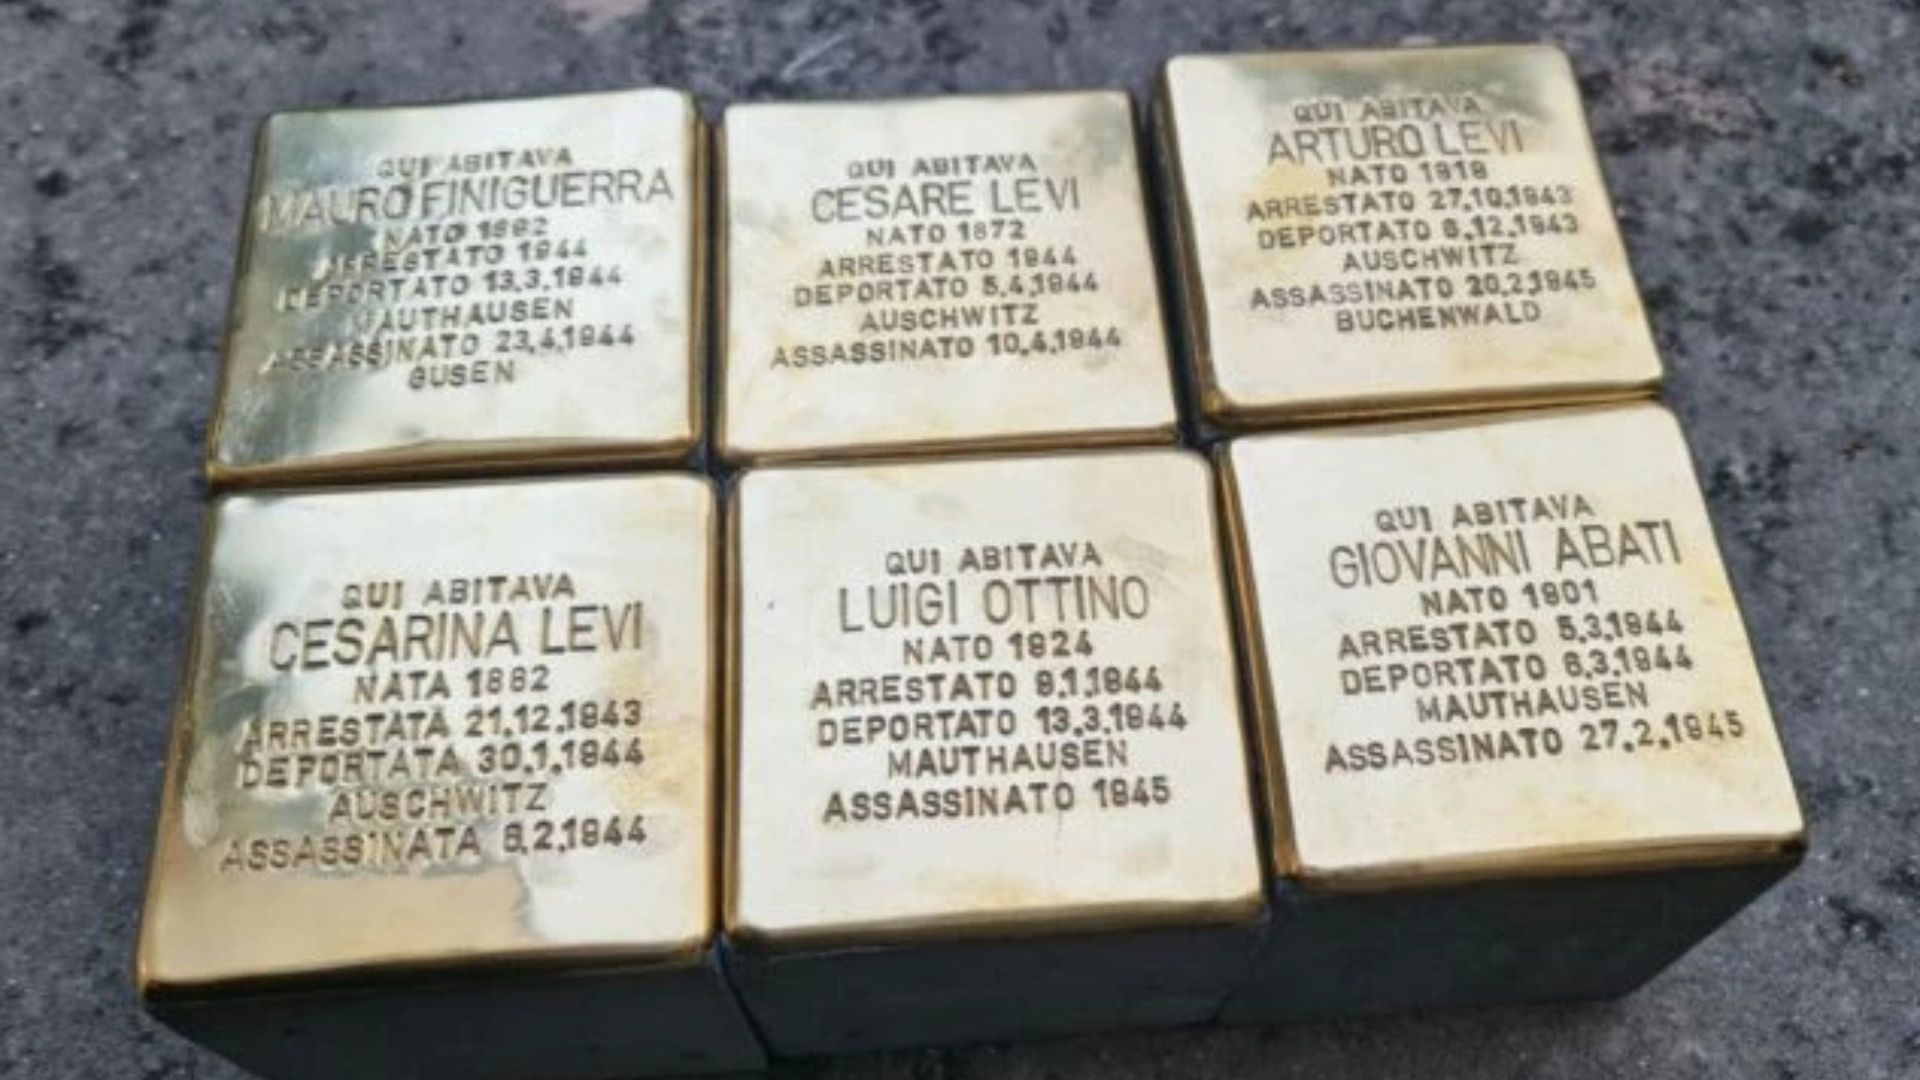 QUI ABITAVA
MAURO FINIGUERRA
NATO 1892
ARRESTATO 1944
DEPORTATO 13.3.1944
MAUTHAUSEN
ASSASSINATO 23.4.1944
GUSEN
QUI ABITAVA
CESARE LEVI
NATO 1872
ARRESTATO 1944
DEPORTATO 5.4.1944
AUSCHWITZ
ASSASSINATO 10.4.1944
QUI ABITAVA
ARTURO LEVI
NATO
ARRESTATO 27.10.1943
DEPORTATO 6.12.1943
AUSCHWITZ
ASSASSINATO 20.2.1945
BUCHENWALD
QUI ABITAVA
CESARINA LEVI
NATA
ARRESTATA 21.12.1943
DEPORTATA 30.1.1944
AUSCHWITZ
ASSASSINATA 6.2.1944
QUI ABITAVA
LUIGI OTTINO
NATO 1924
ARRESTATO 9.1.1944
DEPORTATO 13.3.1944
MAUTHAUSEN
ASSASSINATO 1945
QUI ABITAVA
GIOVANNI ABATI
NATO 1901
ARRESTATO 5.3.1944
DEPORTATO 6.3.1944
MAUTHAUSEN
ASSASSINATO 27.2.1945